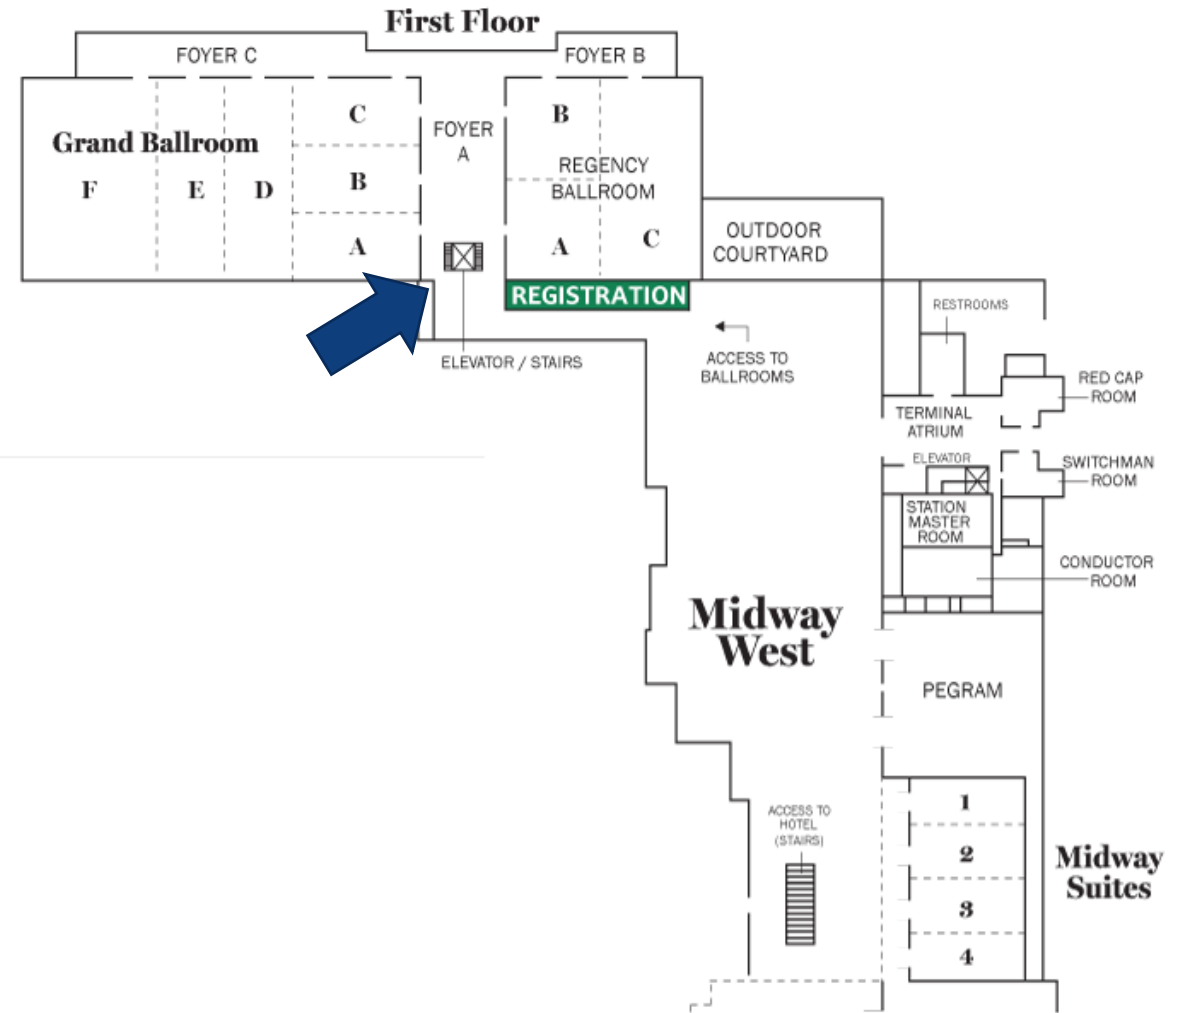 First Floor
FOYER C
FOYER B
Grand Ballroom
F
E
D
C
B
A
FOYER
A
B
REGENCY
BALLROOM
A
C
OUTDOOR
COURTYARD
REGISTRATION
ELEVATOR / STAIRS
ACCESS TO
BALLROOMS
RESTROOMS
RED CAP
ROOM
TERMINAL
ATRIUM
ELEVATOR
SWITCHMAN
ROOM
STATION
MASTER
ROOM
CONDUCTOR
ROOM
Midway
West
PEGRAM
ACCESS TO
HOTEL
(STAIRS)
1
2
3
4
Midway
Suites